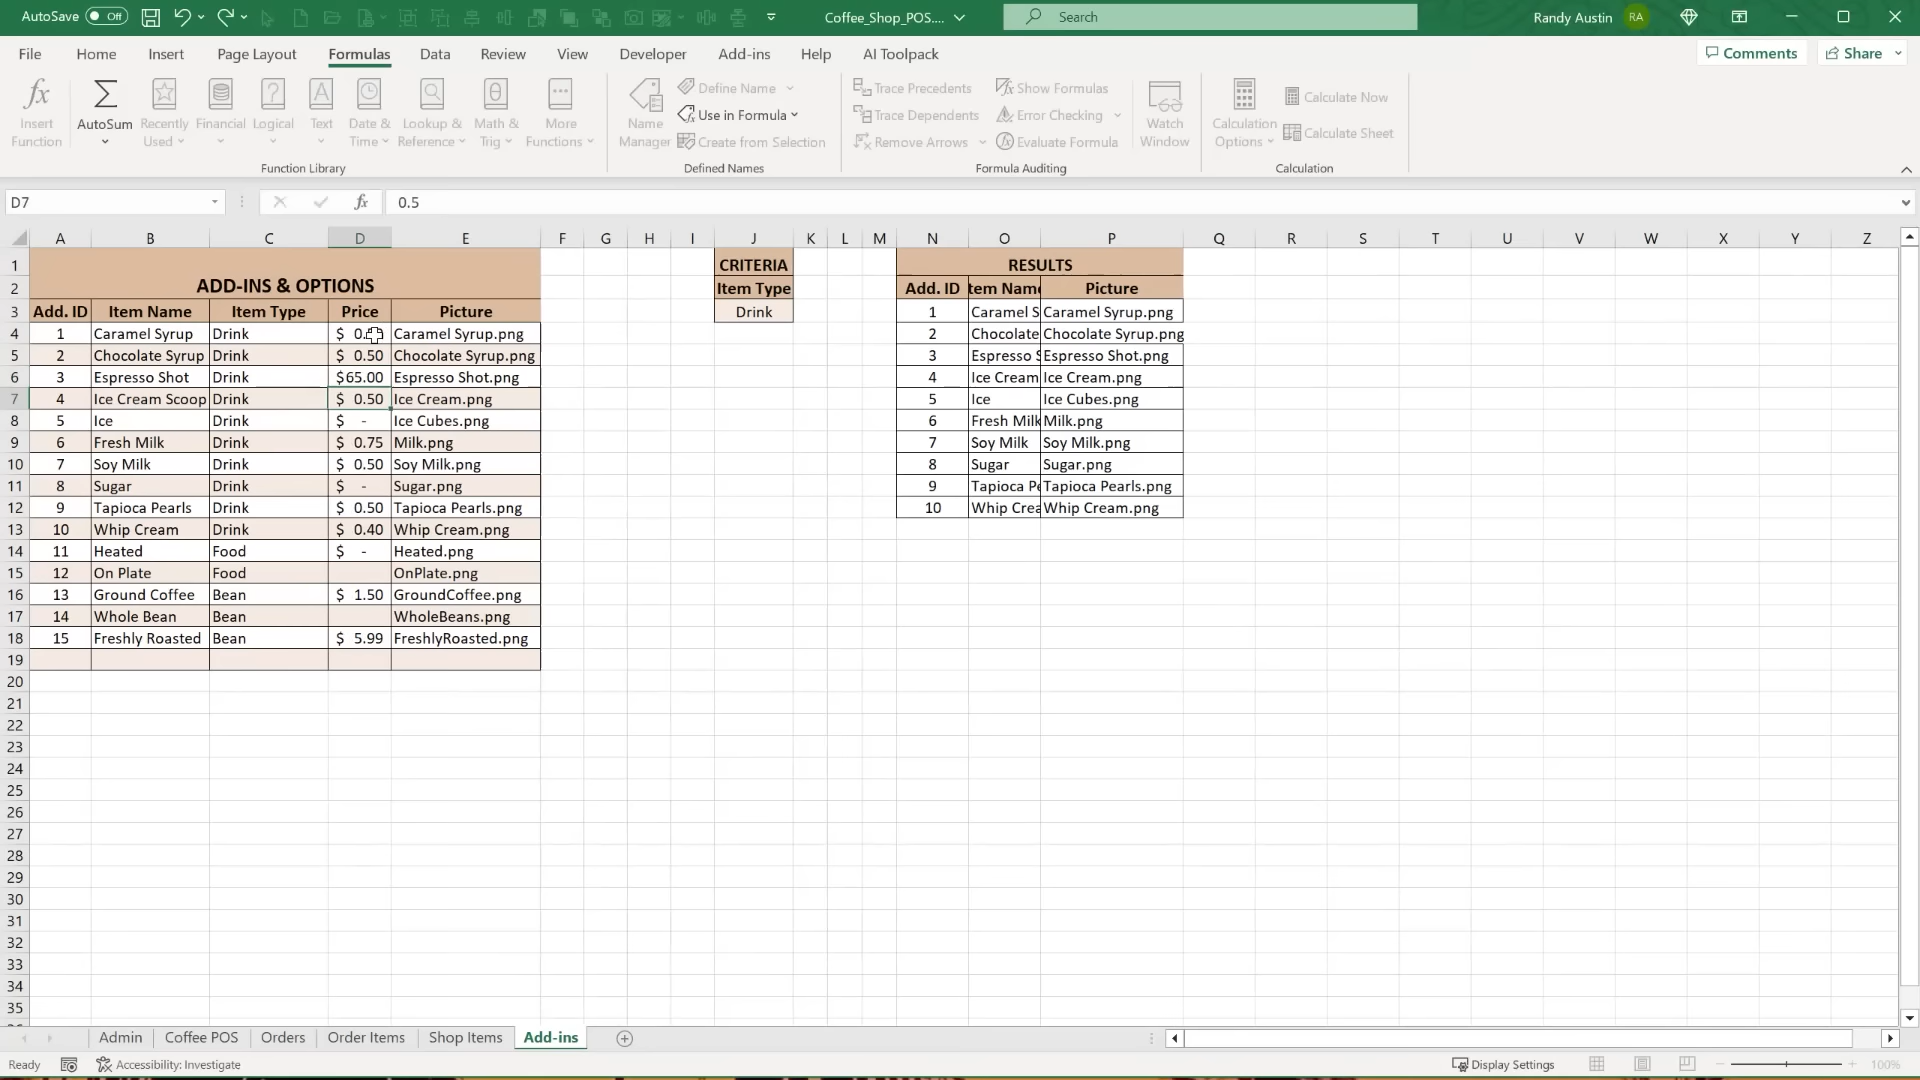 AutoSave Off Coffee_Shop_POS.... Search Randy Austin RA
File Home Insert Page Layout Formulas Data Review View Developer Add-ins Help AI Toolpack Comments Share
Insert Function AutoSum Recently Used Financial Logical Text Date & Time Lookup & Reference Math & Trig More Functions
Function Library
Name Manager Define Name Use in Formula Create from Selection
Defined Names
Trace Precedents Show Formulas
Trace Dependents Error Checking
Remove Arrows Evaluate Formula
Watch Window
Formula Auditing
Calculation Options Calculate Now
Calculate Sheet
Calculation
D7 fx 0.5
A B C D E F G H I J K L M N O P Q R S T U V W X Y Z
1 CRITERIA RESULTS
2 ADD-INS & OPTIONS Item Type Add. ID tem Name Picture
3 Add. ID Item Name Item Type Price Picture Drink 1 Caramel S Caramel Syrup.png
4 1 Caramel Syrup Drink $ Caramel Syrup.png 2 Chocolate Chocolate Syrup.png
5 2 Chocolate Syrup Drink $ 0.50 Chocolate Syrup.png 3 Espresso S Espresso Shot.png
6 3 Espresso Shot Drink $65.00 Espresso Shot.png 4 Ice Cream Ice Cream.png
7 4 Ice Cream Scoop Drink $ 0.50 Ice Cream.png 5 Ice Ice Cubes.png
8 5 Ice Drink $ - Ice Cubes.png 6 Fresh Milk Milk.png
9 6 Fresh Milk Drink $ 0.75 Milk.png 7 Soy Milk Soy Milk.png
10 7 Soy Milk Drink $ 0.50 Soy Milk.png 8 Sugar Sugar.png
11 8 Sugar Drink $ - Sugar.png 9 Tapioca Pe Tapioca Pearls.png
12 9 Tapioca Pearls Drink $ 0.50 Tapioca Pearls.png 10 Whip Crea Whip Cream.png
13 10 Whip Cream Drink $ 0.40 Whip Cream.png
14 11 Heated Food $ - Heated.png
15 12 On Plate Food OnPlate.png
16 13 Ground Coffee Bean $ 1.50 GroundCoffee.png
17 14 Whole Bean Bean WholeBeans.png
18 15 Freshly Roasted Bean $ 5.99 FreshlyRoasted.png
19
20
21
22
23
24
25
26
27
28
29
30
31
32
33
34
35
Admin Coffee POS Orders Order Items Shop Items Add-ins
Ready Accessibility: Investigate Display Settings 100%